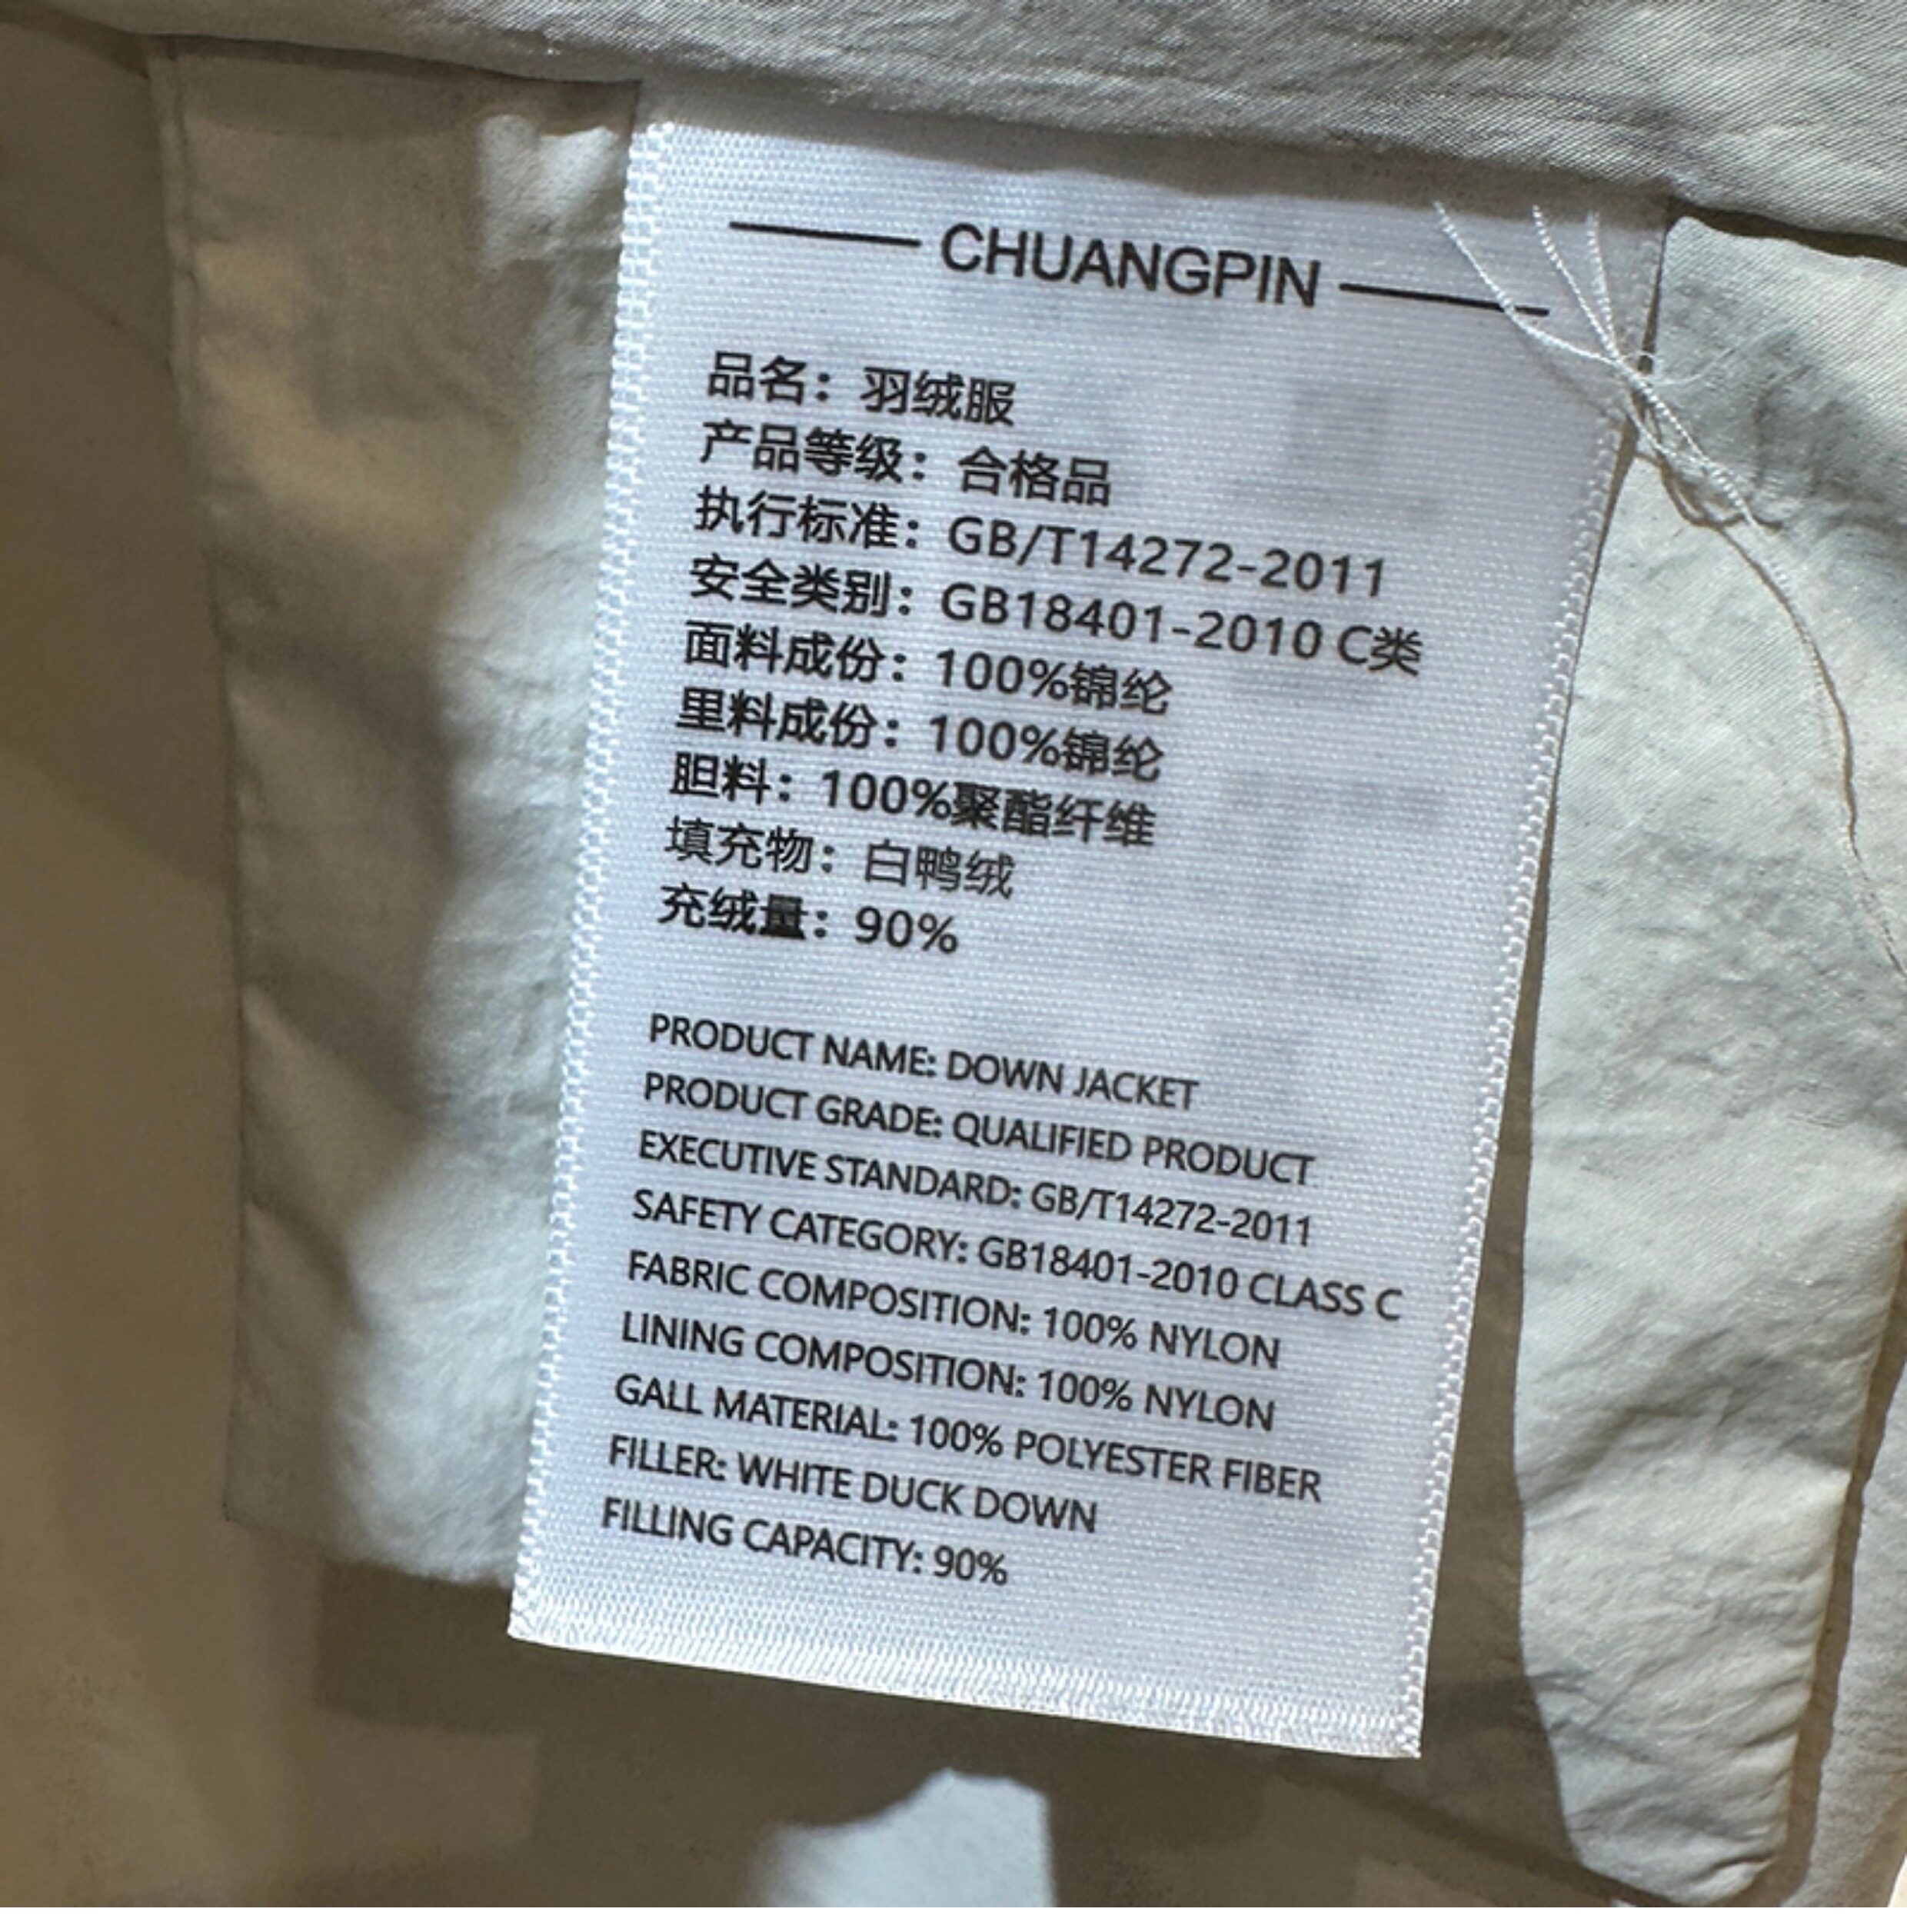 CHUANGPIN
品名：羽绒服
产品等级：合格品
执行标准：GB/T14272-2011
安全类别：GB18401-2010 C类
面料成份：100%锦纶
里料成份：100%锦纶
胆料：100%聚酯纤维
填充物：白鸭绒
充绒量：90%
PRODUCT NAME: DOWN JACKET
PRODUCT GRADE: QUALIFIED PRODUCT
EXECUTIVE STANDARD: GB/T14272-2011
SAFETY CATEGORY: GB18401-2010 CLASS C
FABRIC COMPOSITION: 100% NYLON
LINING COMPOSITION: 100% NYLON
GALL MATERIAL: 100% POLYESTER FIBER
FILLER: WHITE DUCK DOWN
FILLING CAPACITY: 90%